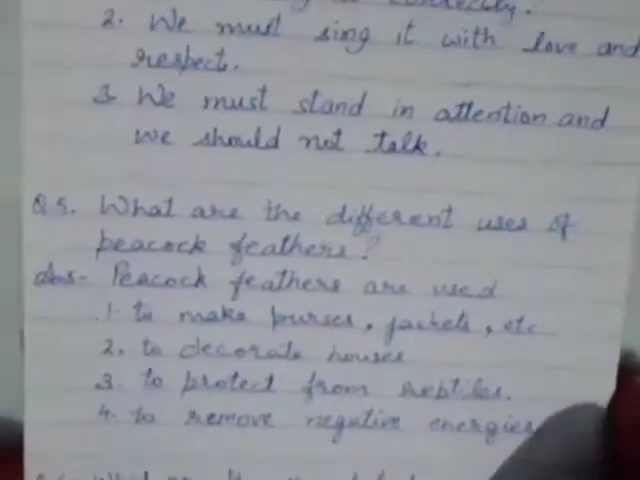 correctly.
2. We must sing it with love and
respect.
3 We must stand in attention and
we should not talk.
Q5. What are the different uses of
peacock feathers?
Ans- Peacock feathers are used
1. to make purses, jackets, etc
2. to decorate houses
3. to protect from reptiles.
4. to remove negative energies